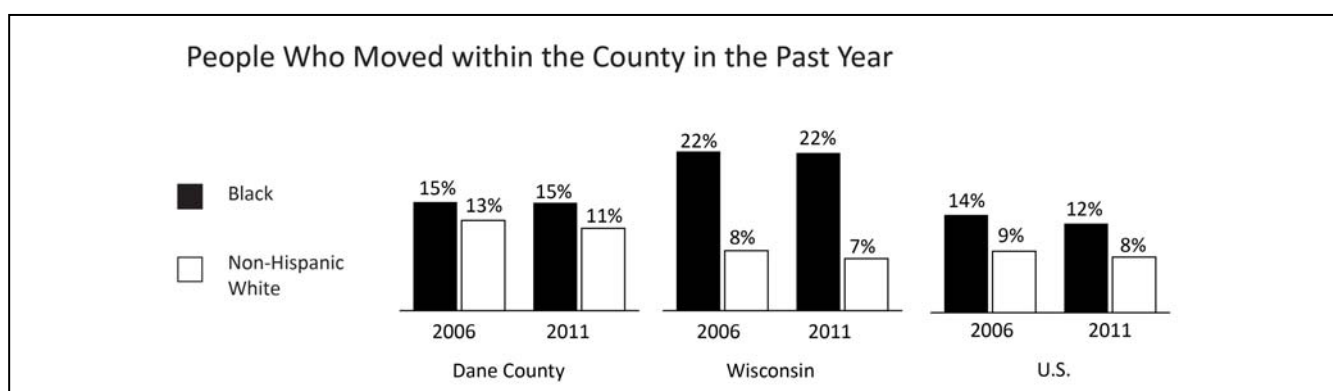 People Who Moved within the County in the Past Year
Black
Non-Hispanic
White
15%
13%
15%
11%
2006
2011
Dane County
22%
8%
22%
7%
2006
2011
Wisconsin
14%
9%
12%
8%
2006
2011
U.S.